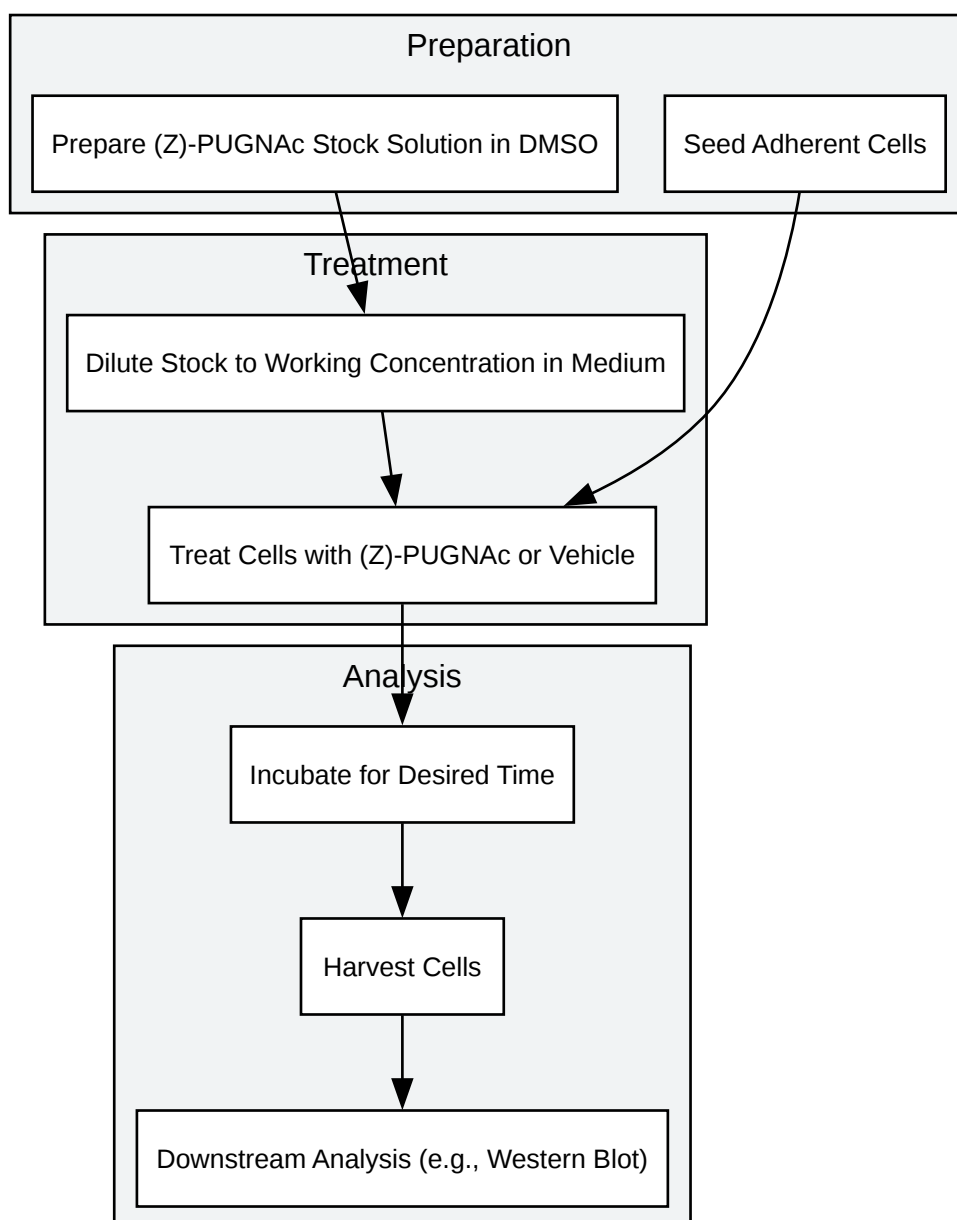 Preparation
Prepare (Z)-PUGNAc Stock Solution in DMSO
Seed Adherent Cells
Treatment
Dilute Stock to Working Concentration in Medium
Treat Cells with (Z)-PUGNAc or Vehicle
Analysis
Incubate for Desired Time
Harvest Cells
Downstream Analysis (e.g., Western Blot)